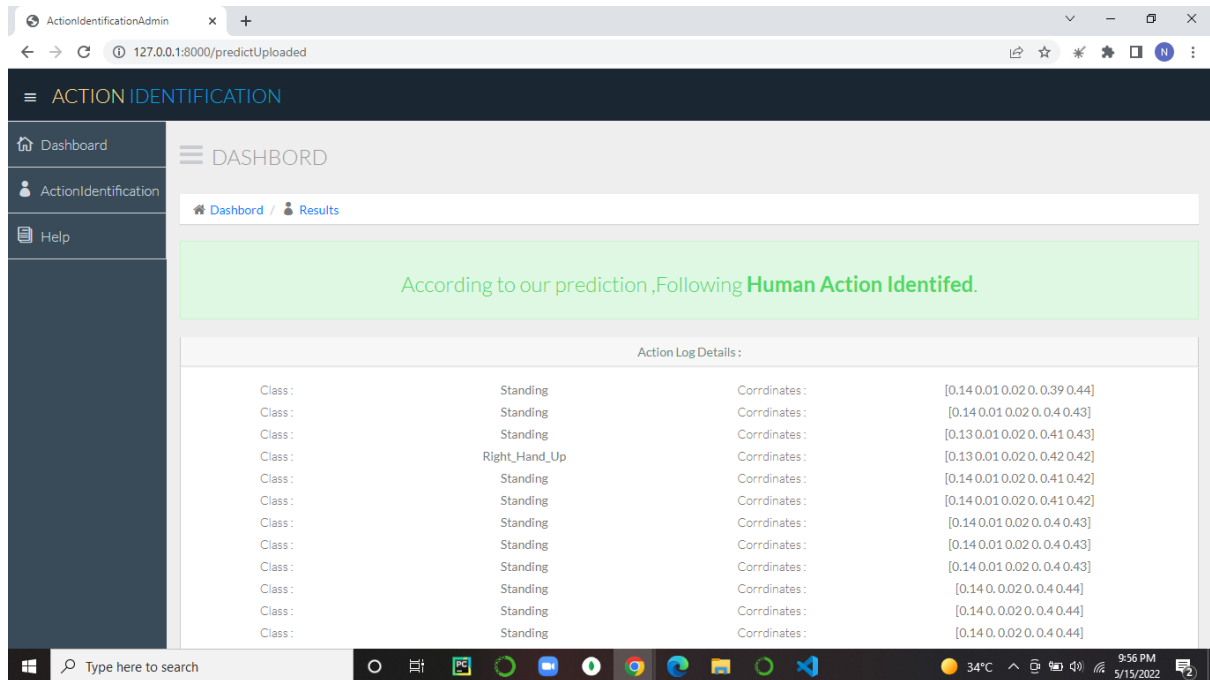 ActionIdentificationAdmin
127.0.0.1:8000/predictUploaded
N
ACTION IDENTIFICATION
Dashboard
ActionIdentification
Help
DASHBORD
Dashbord / Results
According to our prediction ,Following Human Action Identifed.
Action Log Details :
Class : Standing Corrdinates : [0.14 0.01 0.02 0. 0.39 0.44]
Class : Standing Corrdinates : [0.14 0.01 0.02 0. 0.4 0.43]
Class : Standing Corrdinates : [0.13 0.01 0.02 0. 0.41 0.43]
Class : Right_Hand_Up Corrdinates : [0.13 0.01 0.02 0. 0.42 0.42]
Class : Standing Corrdinates : [0.14 0.01 0.02 0. 0.41 0.42]
Class : Standing Corrdinates : [0.14 0.01 0.02 0. 0.41 0.42]
Class : Standing Corrdinates : [0.14 0.01 0.02 0. 0.4 0.43]
Class : Standing Corrdinates : [0.14 0.01 0.02 0. 0.4 0.43]
Class : Standing Corrdinates : [0.14 0.01 0.02 0. 0.4 0.43]
Class : Standing Corrdinates : [0.14 0. 0.02 0. 0.4 0.44]
Class : Standing Corrdinates : [0.14 0. 0.02 0. 0.4 0.44]
Class : Standing Corrdinates : [0.14 0. 0.02 0. 0.4 0.44]
Type here to search
PC
34°C
9:56 PM
5/15/2022
2